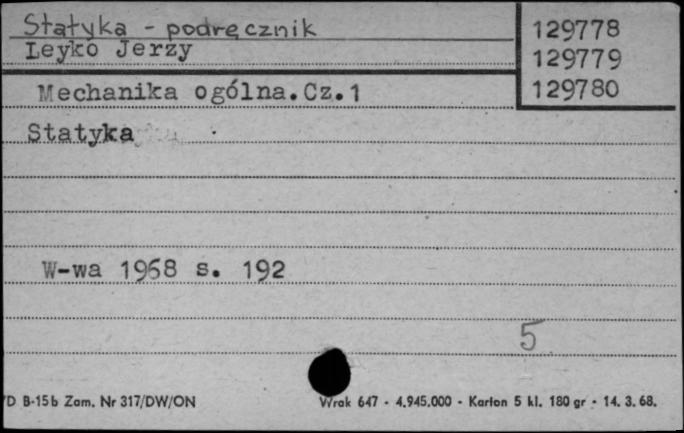 Statyka - podręcznik
Leyko Jerzy
129778
129779
129780
Mechanika ogólna.Cz.1
Statyka
W-wa 1968 s. 192
5
D B-15b Zam. Nr 317/DW/ON
Wrak 647 - 4.945.000 - Karton 5 kl. 180 gr - 14. 3. 68.